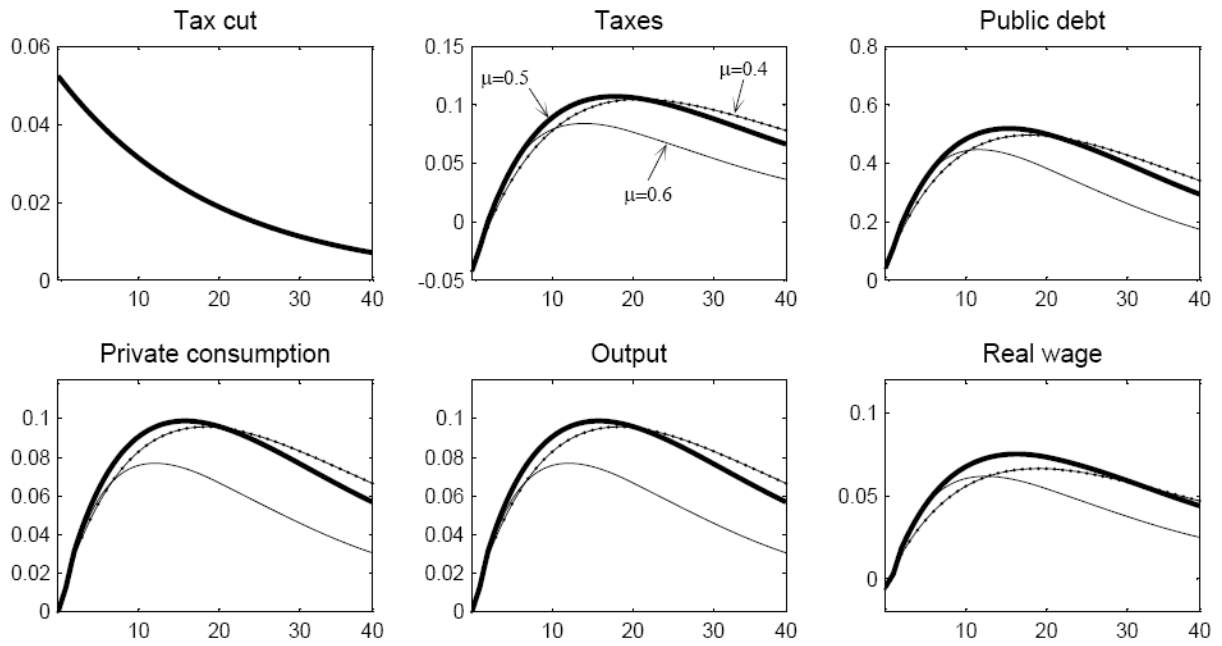 Tax cut
0.06
0.04
0.02
0
10 20 30 40
Taxes
0.15
0.1
0.05
0
-0.05
μ=0.5
μ=0.4
μ=0.6
10 20 30 40
Public debt
0.8
0.6
0.4
0.2
0
10 20 30 40
Private consumption
0.1
0.08
0.06
0.04
0.02
0
10 20 30 40
Output
0.1
0.08
0.06
0.04
0.02
0
10 20 30 40
Real wage
0.1
0.05
0
10 20 30 40